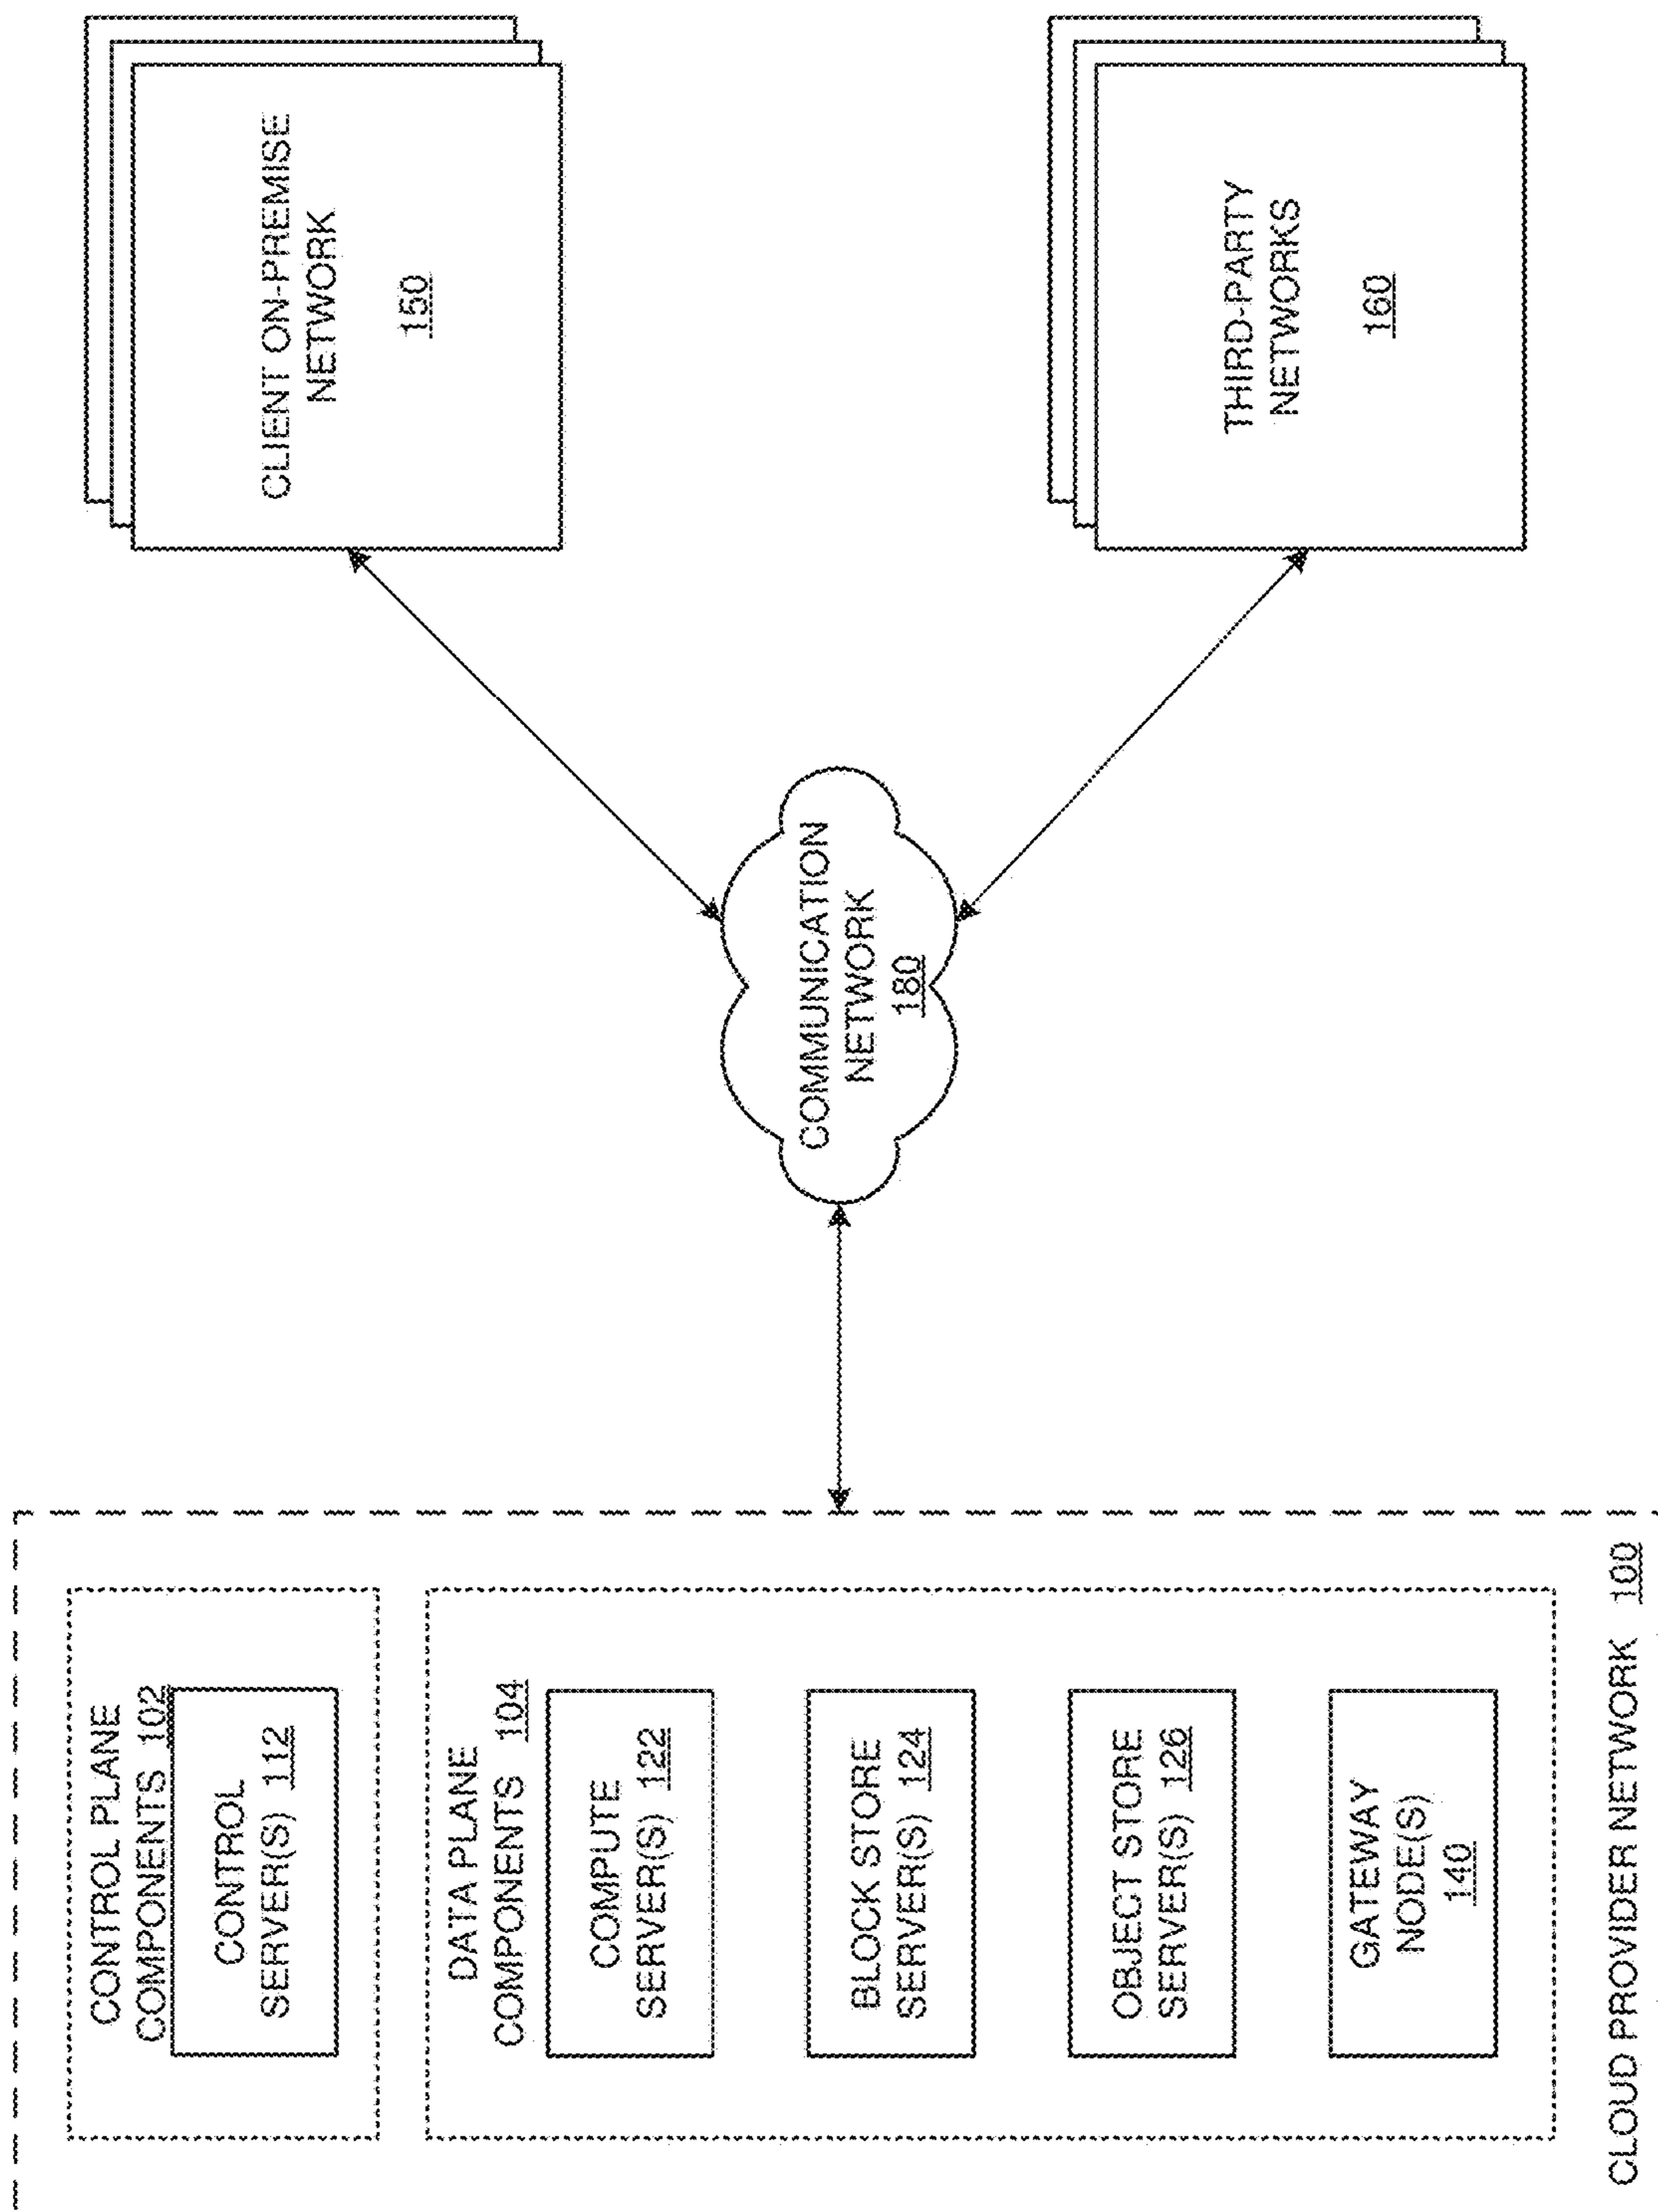 CONTROL PLANE
COMPONENTS 102
CONTROL
SERVER(S) 112
DATA PLANE
COMPONENTS 104
COMPUTE
SERVER(S) 122
BLOCK STORE
SERVER(S) 124
OBJECT STORE
SERVER(S) 126
GATEWAY
NODE(S)
140
CLOUD PROVIDER NETWORK 100
COMMUNICATION
NETWORK
180
CLIENT ON-PREMISE
NETWORK
150
THIRD-PARTY
NETWORKS
160